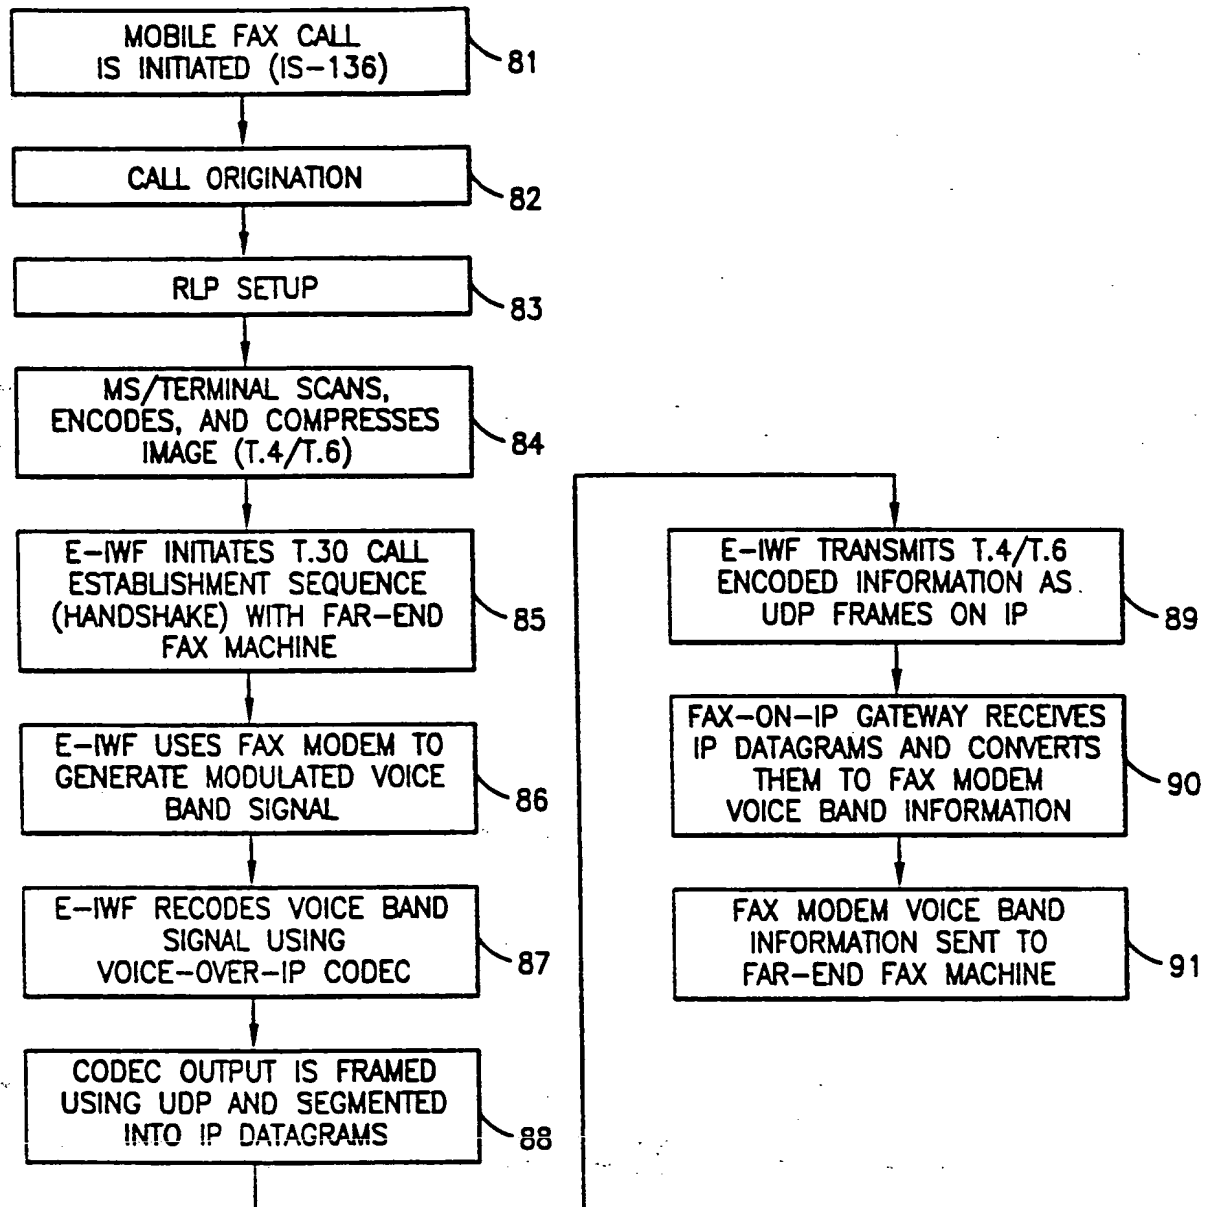 MOBILE FAX CALL
IS INITIATED (IS-136)
81
CALL ORIGINATION
82
RLP SETUP
83
MS/TERMINAL SCANS,
ENCODES, AND COMPRESSES
IMAGE (T.4/T.6)
84
E-IWF INITIATES T.30 CALL
ESTABLISHMENT SEQUENCE
(HANDSHAKE) WITH FAR-END
FAX MACHINE
85
E-IWF USES FAX MODEM TO
GENERATE MODULATED VOICE
BAND SIGNAL
86
E-IWF RECODES VOICE BAND
SIGNAL USING
VOICE-OVER-IP CODEC
87
CODEC OUTPUT IS FRAMED
USING UDP AND SEGMENTED
INTO IP DATAGRAMS
88
E-IWF TRANSMITS T.4/T.6
ENCODED INFORMATION AS
UDP FRAMES ON IP
89
FAX-ON-IP GATEWAY RECEIVES
IP DATAGRAMS AND CONVERTS
THEM TO FAX MODEM
VOICE BAND INFORMATION
90
FAX MODEM VOICE BAND
INFORMATION SENT TO
FAR-END FAX MACHINE
91